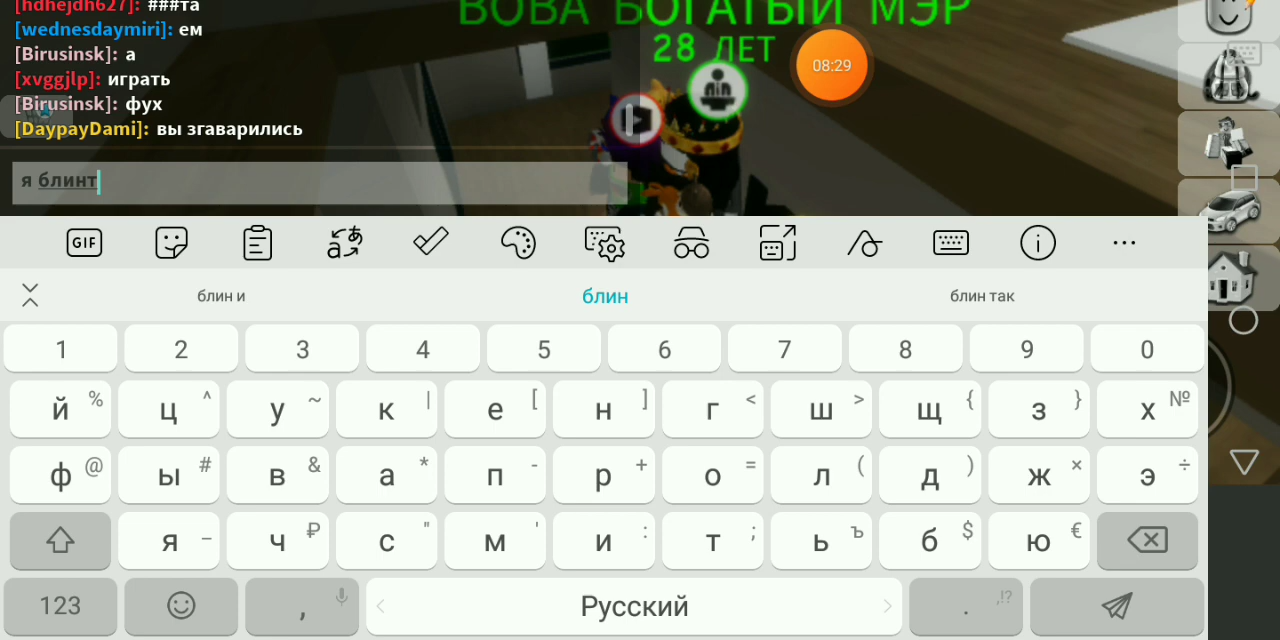 [hdhejdh627]: ###та
[wednesdaymiri]: ем
[Birusinsk]: а
[xvggjlp]: играть
[Birusinsk]: фух
[DaypayDami]: вы згаварились
ВОВА БОГАТЫЙ МЭР
28 ЛЕТ
08:29
я блинт
GIF
блин и
блин
блин так
1 2 3 4 5 6 7 8 9 0
й % ц ^ у ~ к | е [ н ] г < ш > щ { з } х №
ф @ ы # в & а * п - р + о = л ( д ) ж × э ÷
я _ ч ₽ с " м ' и : т ; ь ъ б $ ю €
123 , Русский . ,!?